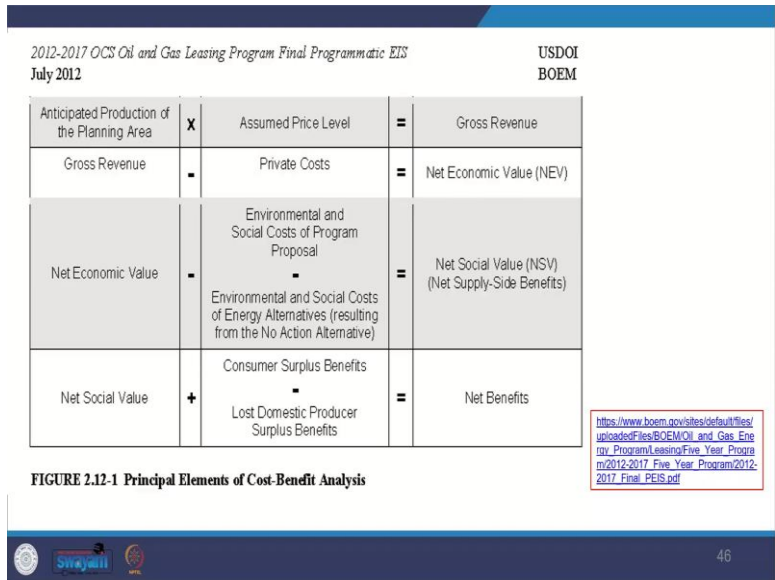 2012-2017 OCS Oil and Gas Leasing Program Final Programmatic EIS USDOI
July 2012 BOEM
Anticipated Production of
the Planning Area x Assumed Price Level = Gross Revenue
Gross Revenue - Private Costs = Net Economic Value (NEV)
Environmental and
Social Costs of Program
Proposal
-
Net Economic Value - Environmental and Social Costs
of Energy Alternatives (resulting
from the No Action Alternative)
= Net Social Value (NSV)
(Net Supply-Side Benefits)
Consumer Surplus Benefits
-
Net Social Value + Lost Domestic Producer
Surplus Benefits
= Net Benefits
https://www.boem.gov/sites/default/files/
uploadedFiles/BOEM/Oil_and_Gas_Ene
rgy_Program/Leasing/Five_Year_Progra
m/2012-2017_Five_Year_Program/2012-
2017_Final_PEIS.pdf
FIGURE 2.12-1 Principal Elements of Cost-Benefit Analysis
swayam
46